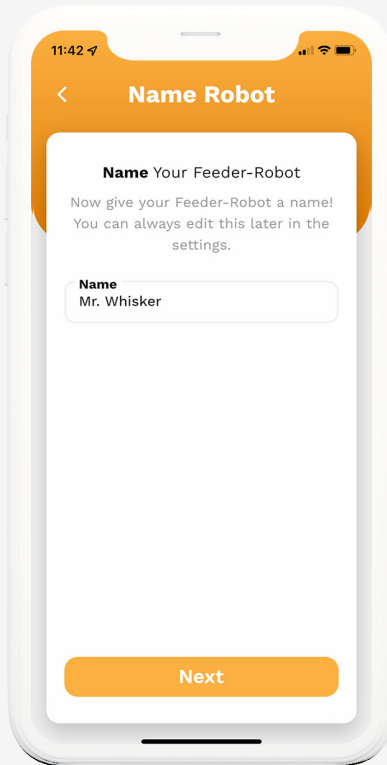 11:42
Name Robot
Name Your Feeder-Robot
Now give your Feeder-Robot a name!
You can always edit this later in the
settings.
Name
Mr. Whisker
Next